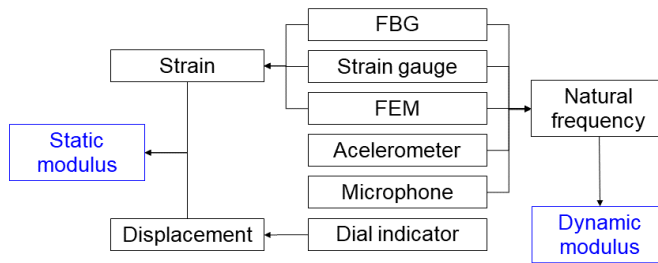 FBG
Strain
Strain gauge
Natural
frequency
FEM
Static
modulus
Acelerometer
Microphone
Displacement
Dial indicator
Dynamic
modulus